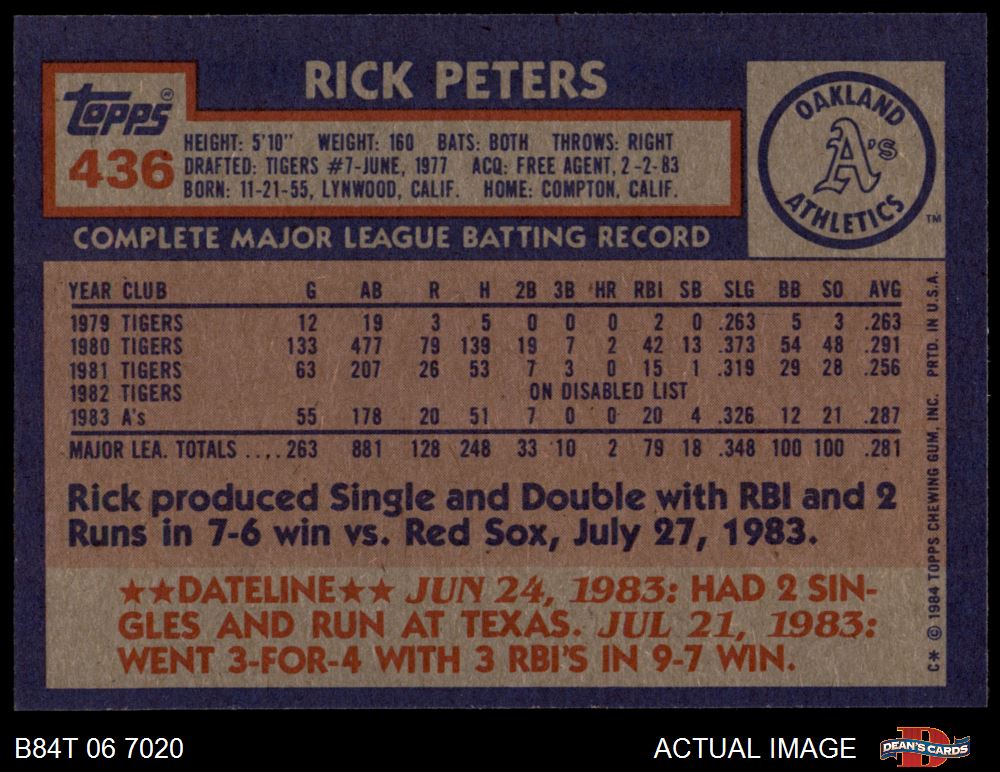 RICK PETERS
Topps®
436
HEIGHT: 5'10" WEIGHT: 160 BATS: BOTH THROWS: RIGHT
DRAFTED: TIGERS #7-JUNE, 1977 ACQ: FREE AGENT, 2-2-83
BORN: 11-21-55, LYNWOOD, CALIF. HOME: COMPTON, CALIF.
OAKLAND
A's
ATHLETICS
TM
COMPLETE MAJOR LEAGUE BATTING RECORD
YEAR CLUB G AB R H 2B 3B HR RBI SB SLG BB SO AVG
1979 TIGERS 12 19 3 5 0 0 0 2 0 .263 5 3 .263
1980 TIGERS 133 477 79 139 19 7 2 42 13 .373 54 48 .291
1981 TIGERS 63 207 26 53 7 3 0 15 1 .319 29 28 .256
1982 TIGERS ON DISABLED LIST
1983 A's 55 178 20 51 7 0 0 20 4 .326 12 21 .287
MAJOR LEA. TOTALS .... 263 881 128 248 33 10 2 79 18 .348 100 100 .281
Rick produced Single and Double with RBI and 2
Runs in 7-6 win vs. Red Sox, July 27, 1983.
★★DATELINE★★ JUN 24, 1983: HAD 2 SIN-
GLES AND RUN AT TEXAS. JUL 21, 1983:
WENT 3-FOR-4 WITH 3 RBI'S IN 9-7 WIN.
C* © 1984 TOPPS CHEWING GUM, INC. PRTD. IN U.S.A.
B84T 06 7020
ACTUAL IMAGE
DEAN'S CARDS